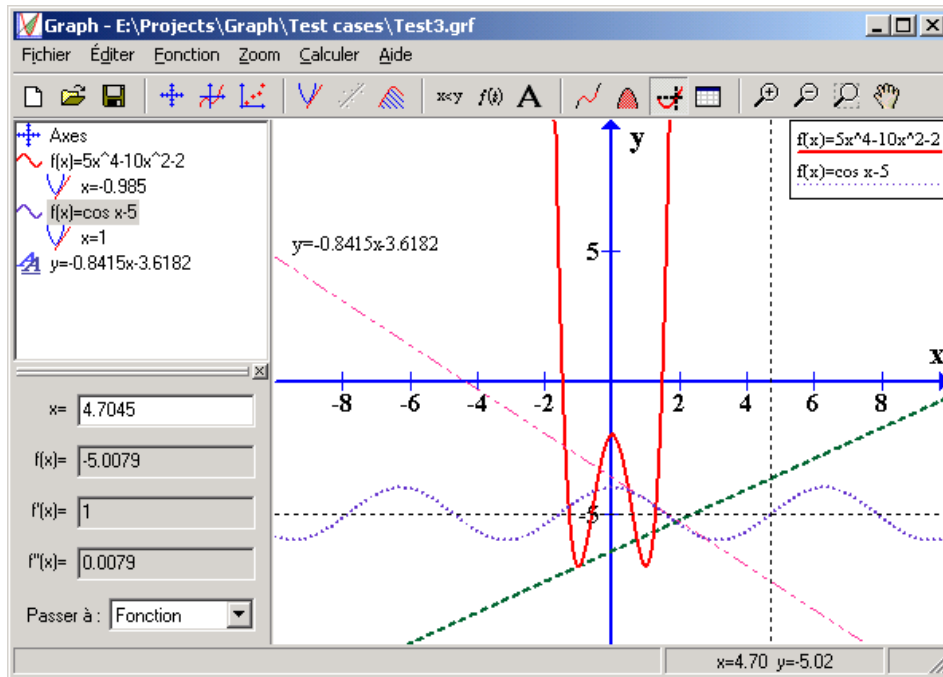 Graph - E:\Projects\Graph\Test cases\Test3.grf
Fichier Éditer Fonction Zoom Calculer Aide
x<y f(x) A
Axes
f(x)=5x^4-10x^2-2
x=-0.985
f(x)=cos x-5
x=1
y=-0.8415x-3.6182
x= 4.7045
f(x)= -5.0079
f'(x)= 1
f''(x)= 0.0079
Passer à : Fonction
y
f(x)=5x^4-10x^2-2
f(x)=cos x-5
y=-0.8415x-3.6182
5
x
-8 -6 -4 -2 2 4 6 8
-5
x=4.70 y=-5.02